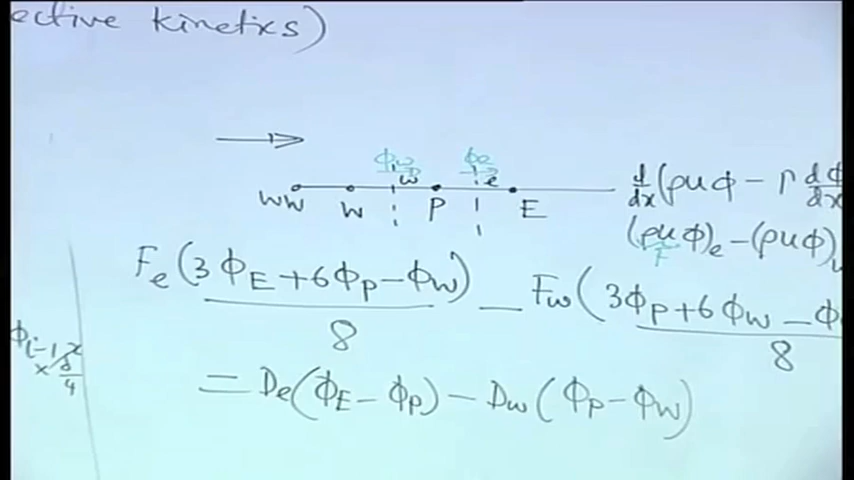 ective kinetics)
ϕw ϕe
w e
WW W P E
d/dx (ρuϕ - Γ dϕ/dx
(ρuϕ)e - (ρuϕ)w
F
Fe (3ϕE + 6ϕP - ϕW) / 8 - Fw (3ϕP + 6ϕW - ϕ / 8
ϕi-1 x
= De(ϕE - ϕP) - Dw(ϕP - ϕW)